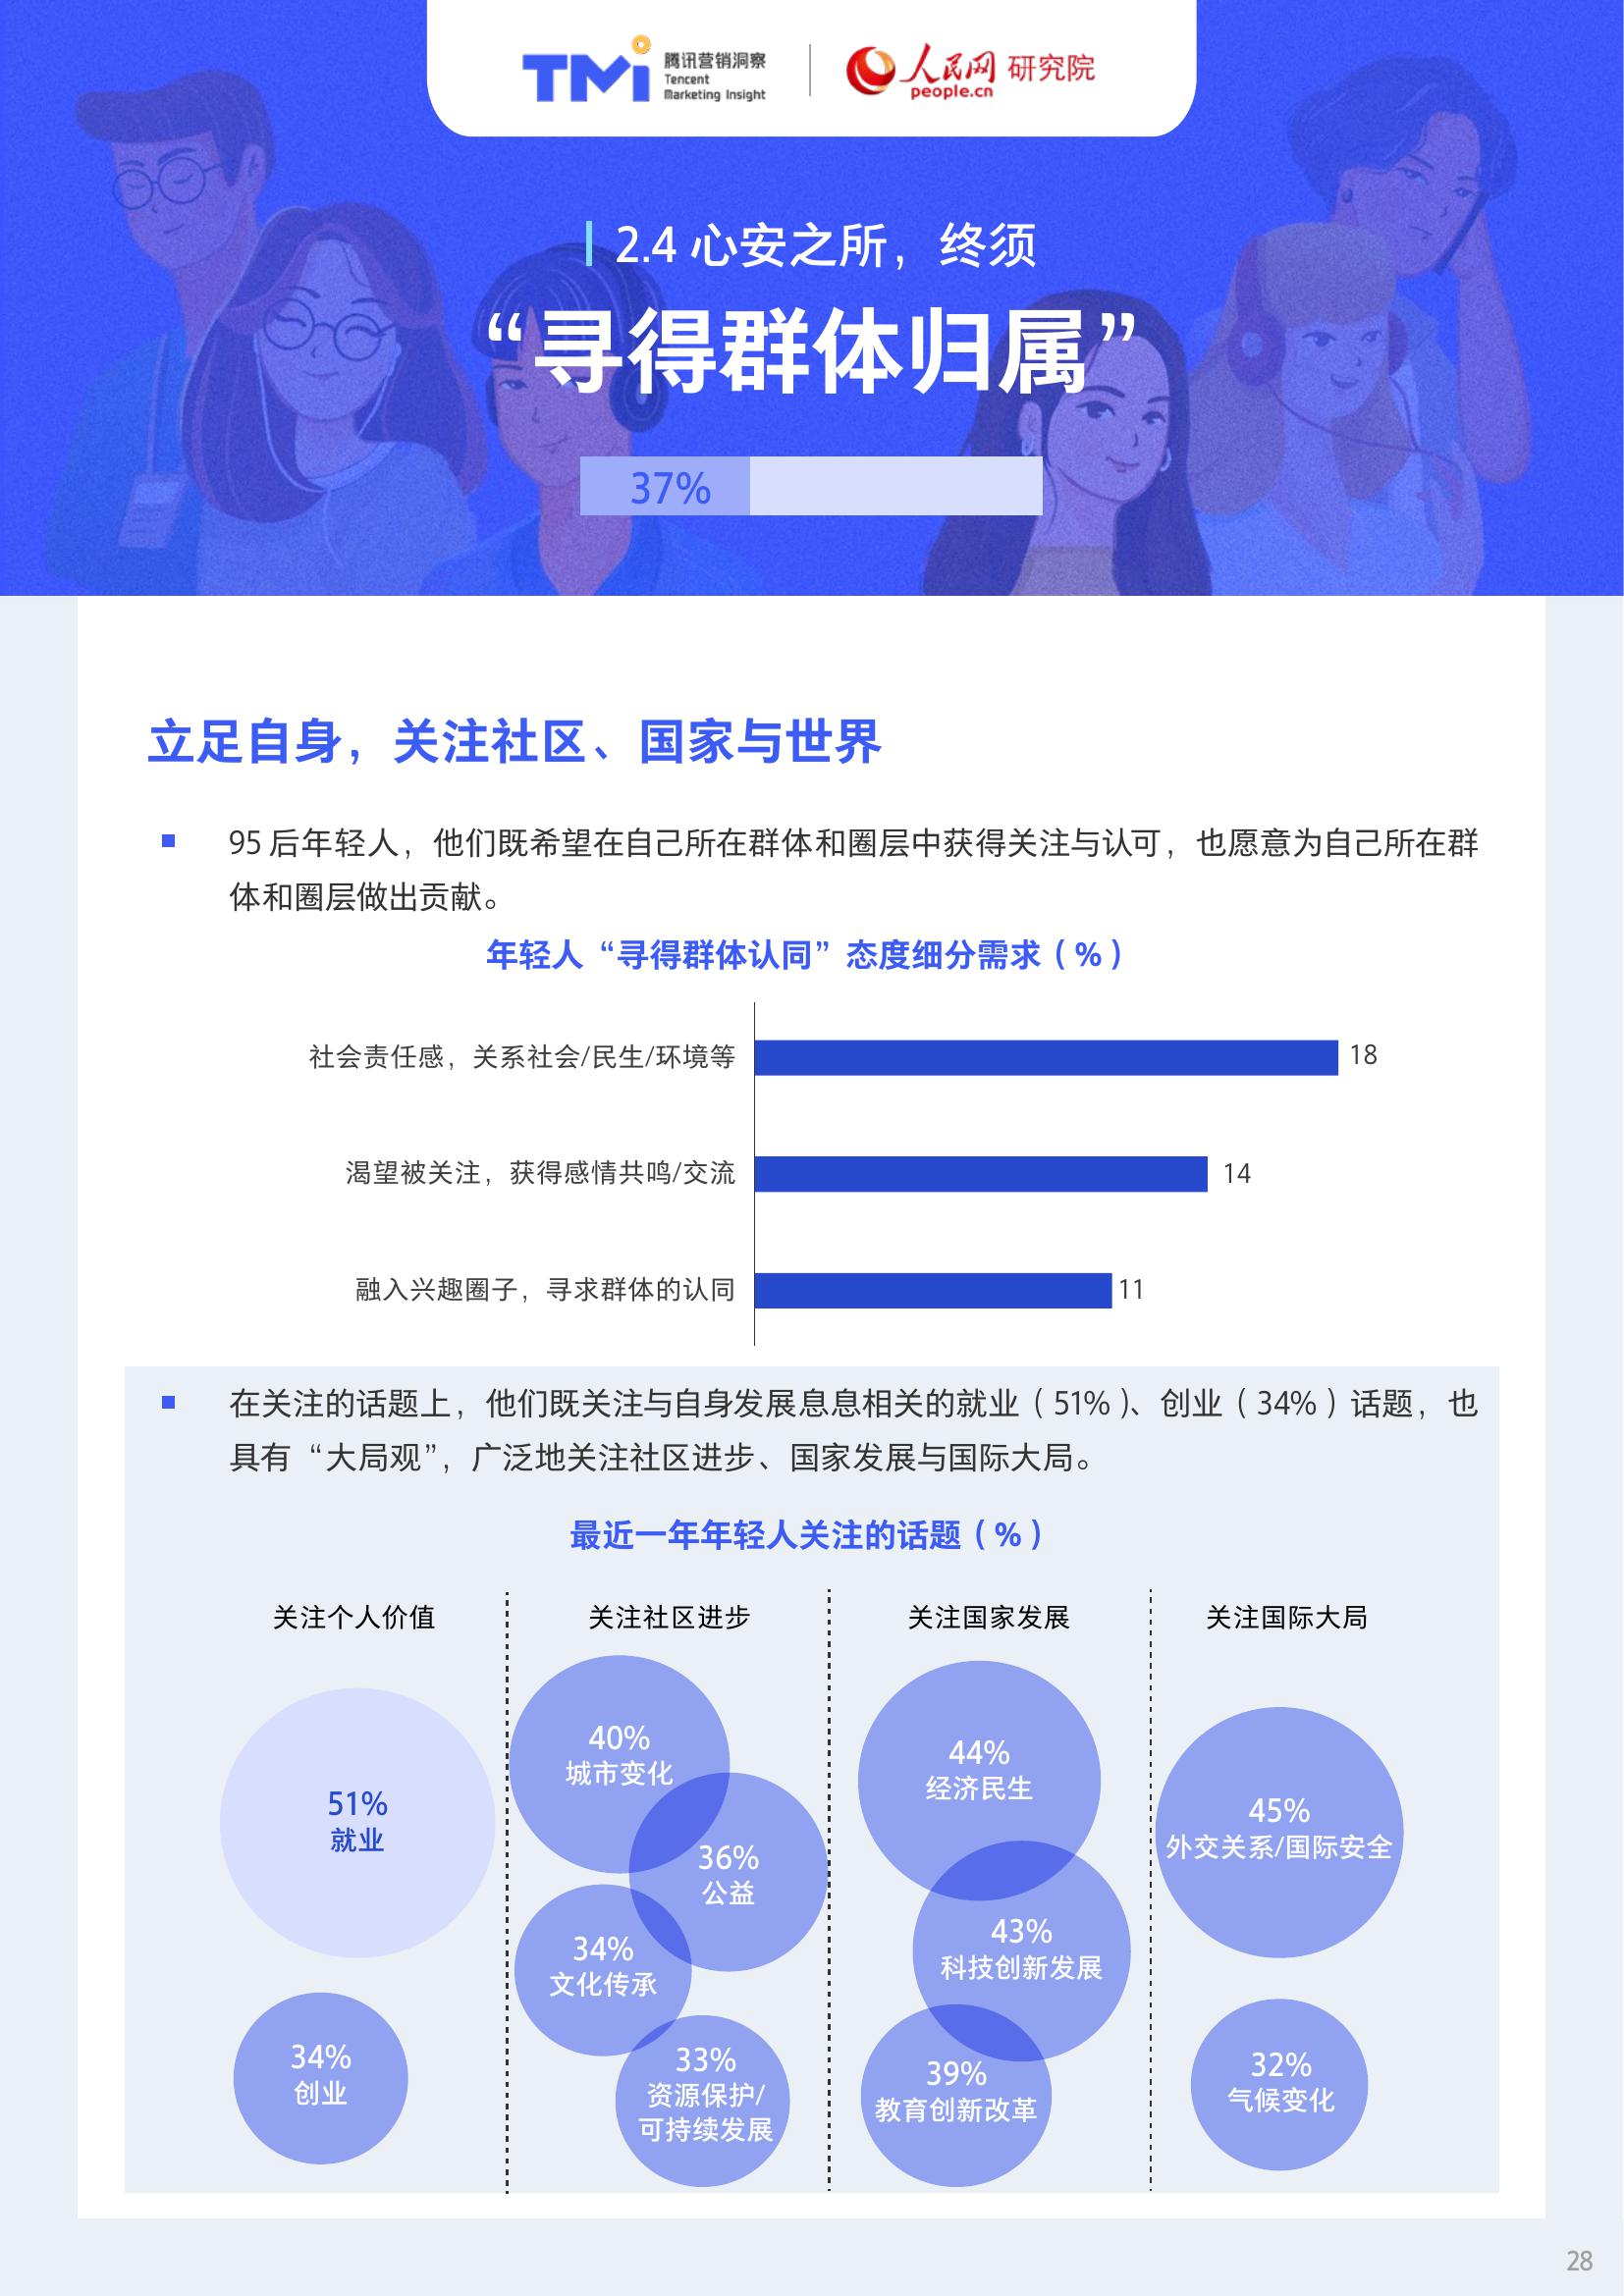 TMi 腾讯营销洞察
Tencent
Marketing Insight
人民网 研究院
people.cn
2.4 心安之所，终须
“寻得群体归属”
37%
立足自身，关注社区、国家与世界
95 后年轻人，他们既希望在自己所在群体和圈层中获得关注与认可，也愿意为自己所在群
体和圈层做出贡献。
年轻人“寻得群体认同”态度细分需求（%）
社会责任感，关系社会/民生/环境等 18
渴望被关注，获得感情共鸣/交流 14
融入兴趣圈子，寻求群体的认同 11
在关注的话题上，他们既关注与自身发展息息相关的就业（51%）、创业（34%）话题，也
具有“大局观”，广泛地关注社区进步、国家发展与国际大局。
最近一年年轻人关注的话题（%）
关注个人价值
51%
就业
34%
创业
关注社区进步
40%
城市变化
36%
公益
34%
文化传承
33%
资源保护/
可持续发展
关注国家发展
44%
经济民生
43%
科技创新发展
39%
教育创新改革
关注国际大局
45%
外交关系/国际安全
32%
气候变化
28